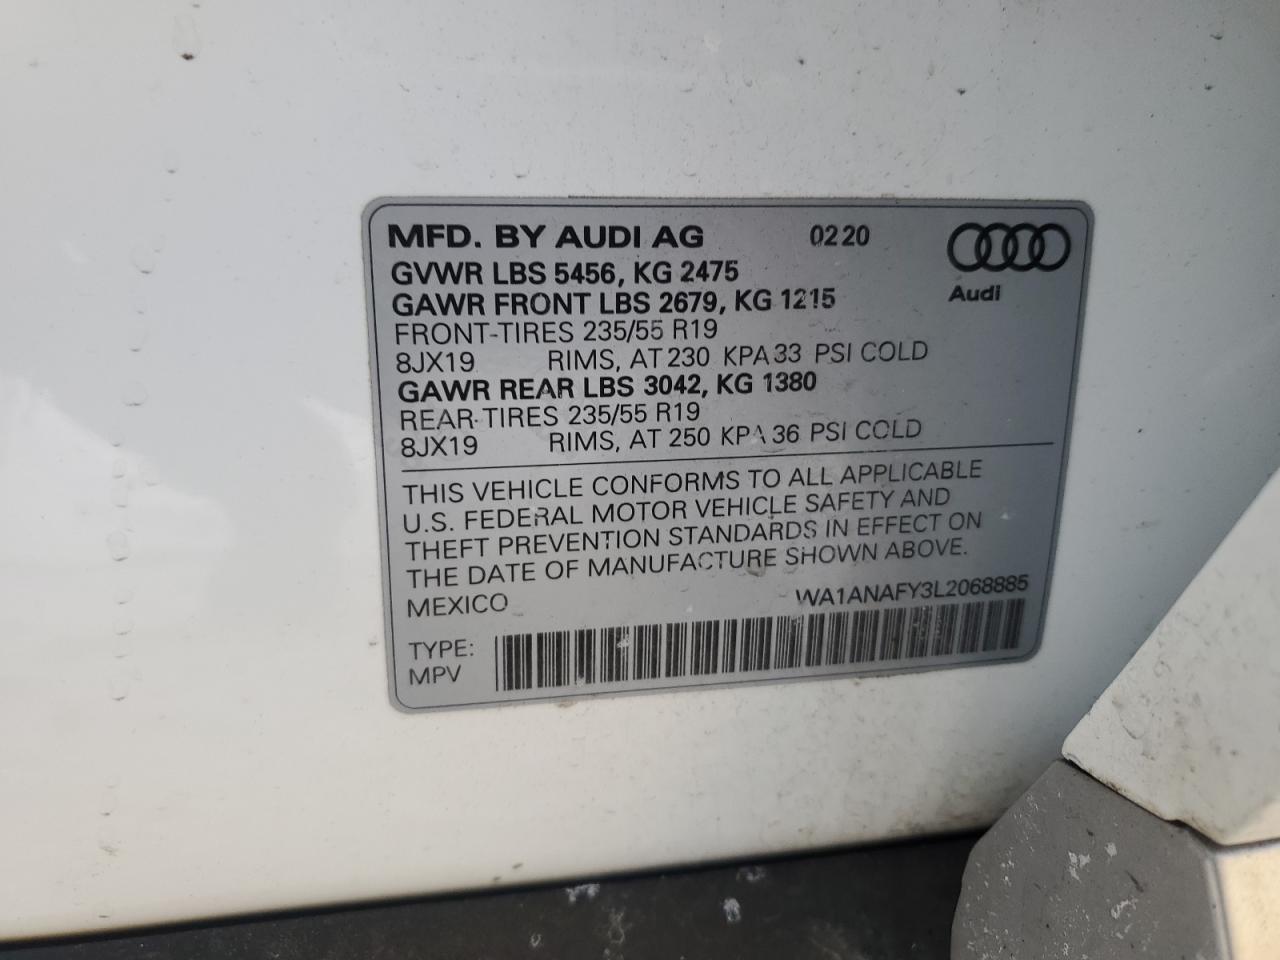 MFD. BY AUDI AG 0220
GVWR LBS 5456, KG 2475
GAWR FRONT LBS 2679, KG 1215
FRONT-TIRES 235/55 R19
8JX19 RIMS, AT 230 KPA 33 PSI COLD
GAWR REAR LBS 3042, KG 1380
REAR-TIRES 235/55 R19
8JX19 RIMS, AT 250 KPA 36 PSI COLD
Audi
THIS VEHICLE CONFORMS TO ALL APPLICABLE
U.S. FEDERAL MOTOR VEHICLE SAFETY AND
THEFT PREVENTION STANDARDS IN EFFECT ON
THE DATE OF MANUFACTURE SHOWN ABOVE.
MEXICO WA1ANAFY3L2068885
TYPE:
MPV